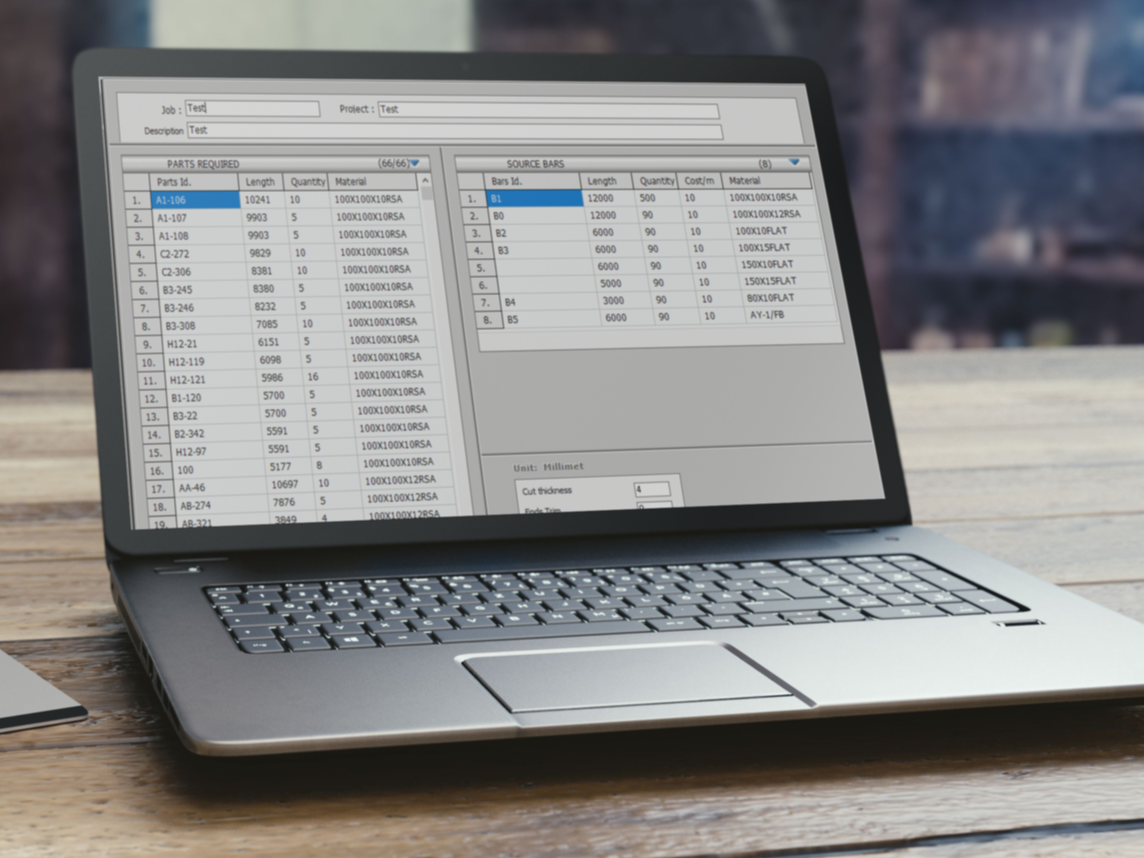 Job : Test Project : Test
Description Test
PARTS REQUIRED (66/66)
Parts Id. Length Quantity Material
1. A1-106 10241 10 100X100X10RSA
2. A1-107 9903 5 100X100X10RSA
3. A1-108 9903 5 100X100X10RSA
4. C2-272 9829 10 100X100X10RSA
5. C2-306 8381 10 100X100X10RSA
6. B3-245 8380 5 100X100X10RSA
7. B3-246 8232 5 100X100X10RSA
8. B3-308 7085 10 100X100X10RSA
9. H12-21 6151 5 100X100X10RSA
10. H12-119 6098 5 100X100X10RSA
11. H12-121 5986 16 100X100X10RSA
12. B1-120 5700 5 100X100X10RSA
13. B3-22 5700 5 100X100X10RSA
14. B2-342 5591 5 100X100X10RSA
15. H12-97 5591 5 100X100X10RSA
16. 100 5177 8 100X100X10RSA
17. AA-46 10697 10 100X100X12RSA
18. AB-274 7876 5 100X100X12RSA
19. AB-321 3849 4 100X100X12RSA
SOURCE BARS (8)
Bars Id. Length Quantity Cost/m Material
1. B1 12000 500 10 100X100X10RSA
2. B0 12000 90 10 100X100X12RSA
3. B2 6000 90 10 100X10FLAT
4. B3 6000 90 10 100X15FLAT
5. 6000 90 10 150X10FLAT
6. 5000 90 10 150X15FLAT
7. B4 3000 90 10 80X10FLAT
8. B5 6000 90 10 AY-1/FB
Unit: Millimet
Cut thickness 4
Ends Trim